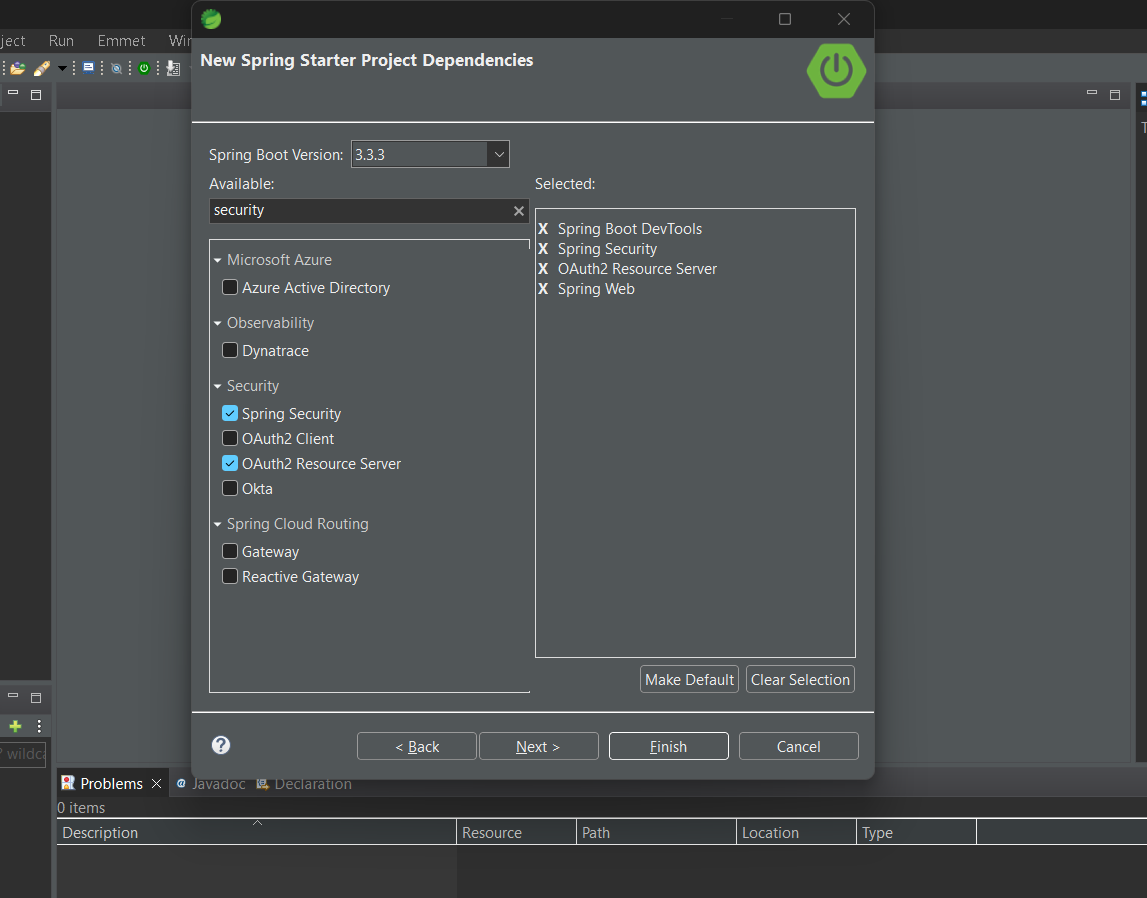 ject Run Emmet Win
New Spring Starter Project Dependencies
Spring Boot Version: 3.3.3
Available:
security
Microsoft Azure
Azure Active Directory
Observability
Dynatrace
Security
Spring Security
OAuth2 Client
OAuth2 Resource Server
Okta
Spring Cloud Routing
Gateway
Reactive Gateway
Selected:
X Spring Boot DevTools
X Spring Security
X OAuth2 Resource Server
X Spring Web
Make Default Clear Selection
? < Back Next > Finish Cancel
? wildca
Problems @ Javadoc Declaration
0 items
Description Resource Path Location Type